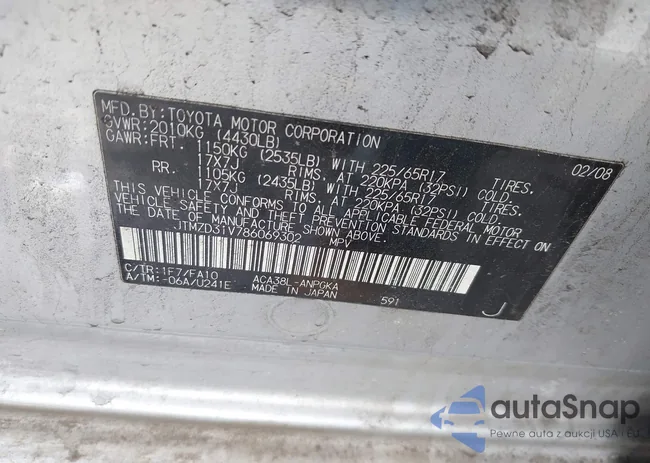 MFD. BY: TOYOTA MOTOR CORPORATION 02/08
GVWR: 2010KG (4430LB)
GAWR: FRT. 1150KG (2535LB) WITH 225/65R17 TIRES.
17X7J RIMS, AT 220KPA (32PSI) COLD.
RR. 1105KG (2435LB) WITH 225/65R17 TIRES.
17X7J RIMS, AT 220KPA (32PSI) COLD.
THIS VEHICLE CONFORMS TO ALL APPLICABLE FEDERAL MOTOR
VEHICLE SAFETY AND THEFT PREVENTION STANDARDS IN EFFECT ON
THE DATE OF MANUFACTURE SHOWN ABOVE.
JTMZD31V786069302 MPV
C/TR: 1F7/FA10 ACA38L-ANPGKA
A/TM: -06A/U241E MADE IN JAPAN 591 J
autaSnap
Pewne auta z aukcji USA i EU